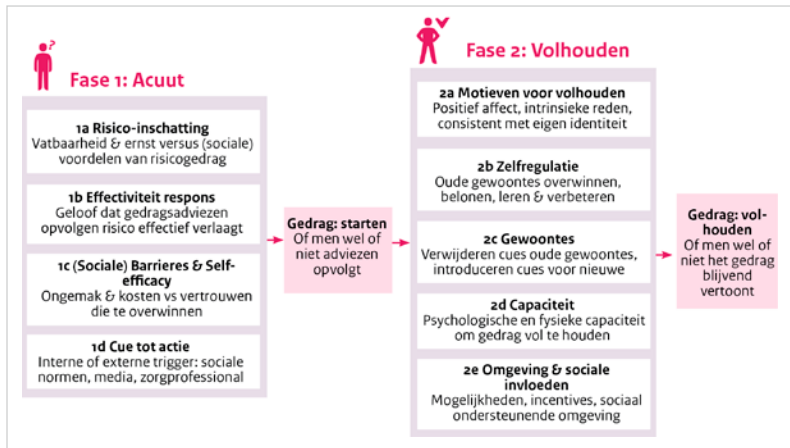 ?
Fase 1: Acuut
1a Risico-inschatting
Vatbaarheid & ernst versus (sociale)
voordelen van risicogedrag
1b Effectiviteit respons
Geloof dat gedragsadviezen
opvolgen risico effectief verlaagt
1c (Sociale) Barrieres & Self-
efficacy
Ongemak & kosten vs vertrouwen
die te overwinnen
1d Cue tot actie
Interne of externe trigger: sociale
normen, media, zorgprofessional
Gedrag: starten
Of men wel of
niet adviezen
opvolgt
Fase 2: Volhouden
2a Motieven voor volhouden
Positief affect, intrinsieke reden,
consistent met eigen identiteit
2b Zelfregulatie
Oude gewoontes overwinnen,
belonen, leren & verbeteren
2c Gewoontes
Verwijderen cues oude gewoontes,
introduceren cues voor nieuwe
2d Capaciteit
Psychologische en fysieke capaciteit
om gedrag vol te houden
2e Omgeving & sociale
invloeden
Mogelijkheden, incentives, sociaal
ondersteunende omgeving
Gedrag: vol-
houden
Of men wel of
niet het gedrag
blijvend
vertoont